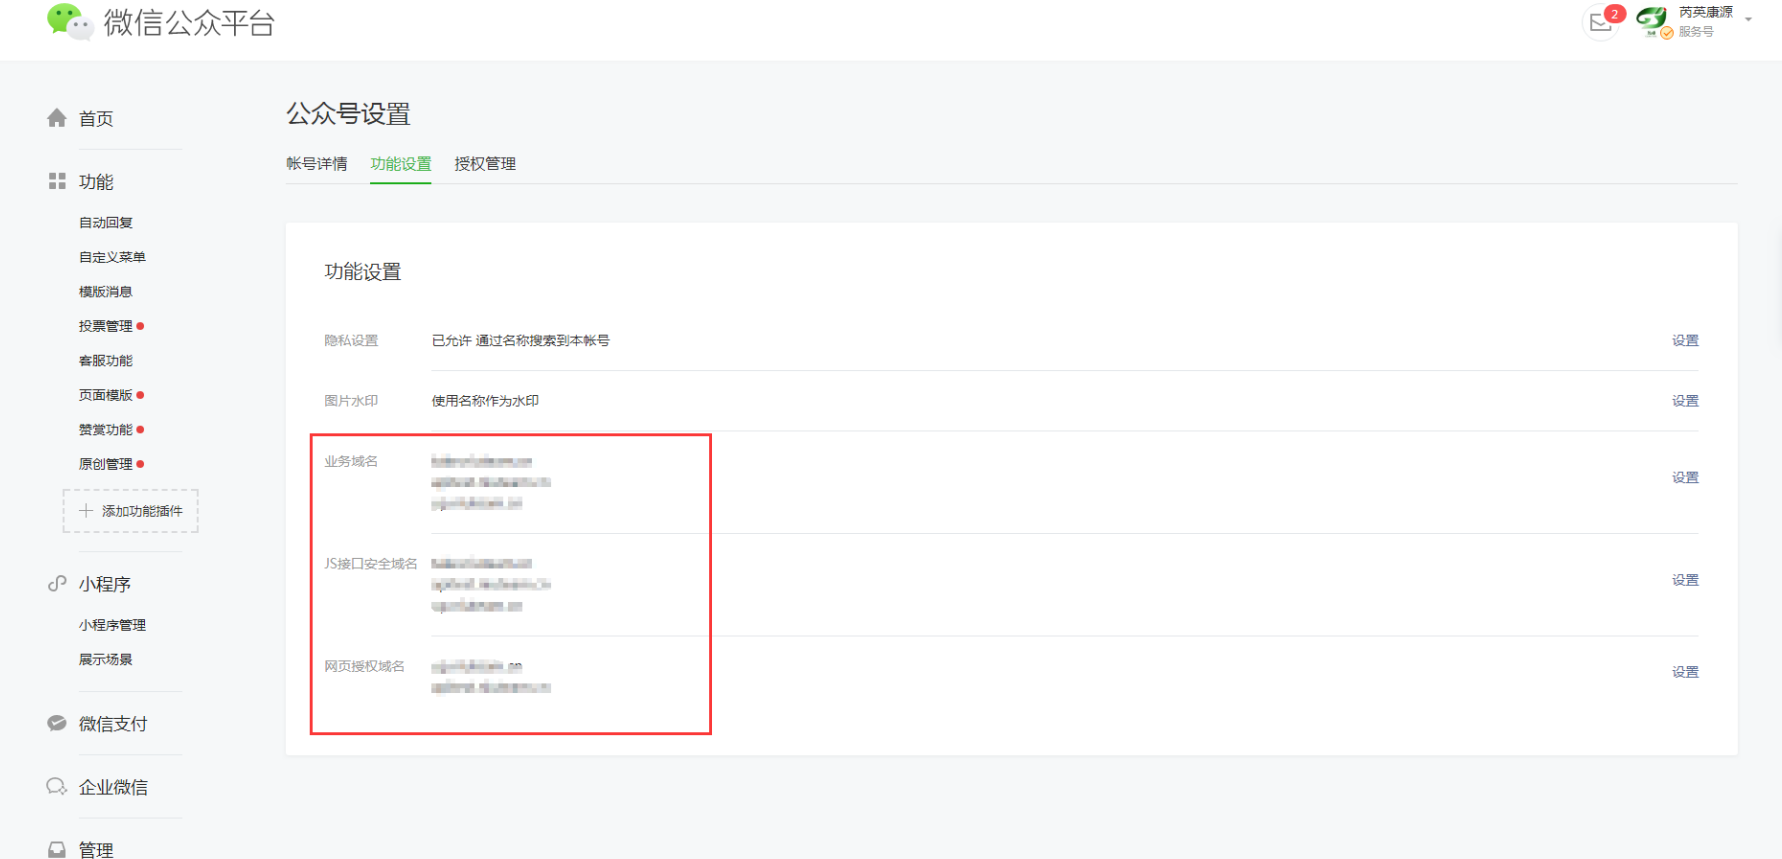 微信公众平台
2
芮英康源
服务号
首页
功能
自动回复
自定义菜单
模版消息
投票管理
客服功能
页面模版
赞赏功能
原创管理
添加功能插件
小程序
小程序管理
展示场景
微信支付
企业微信
管理
公众号设置
帐号详情 功能设置 授权管理
功能设置
隐私设置 已允许 通过名称搜索到本帐号 设置
图片水印 使用名称作为水印 设置
业务域名 设置
JS接口安全域名 设置
网页授权域名 设置